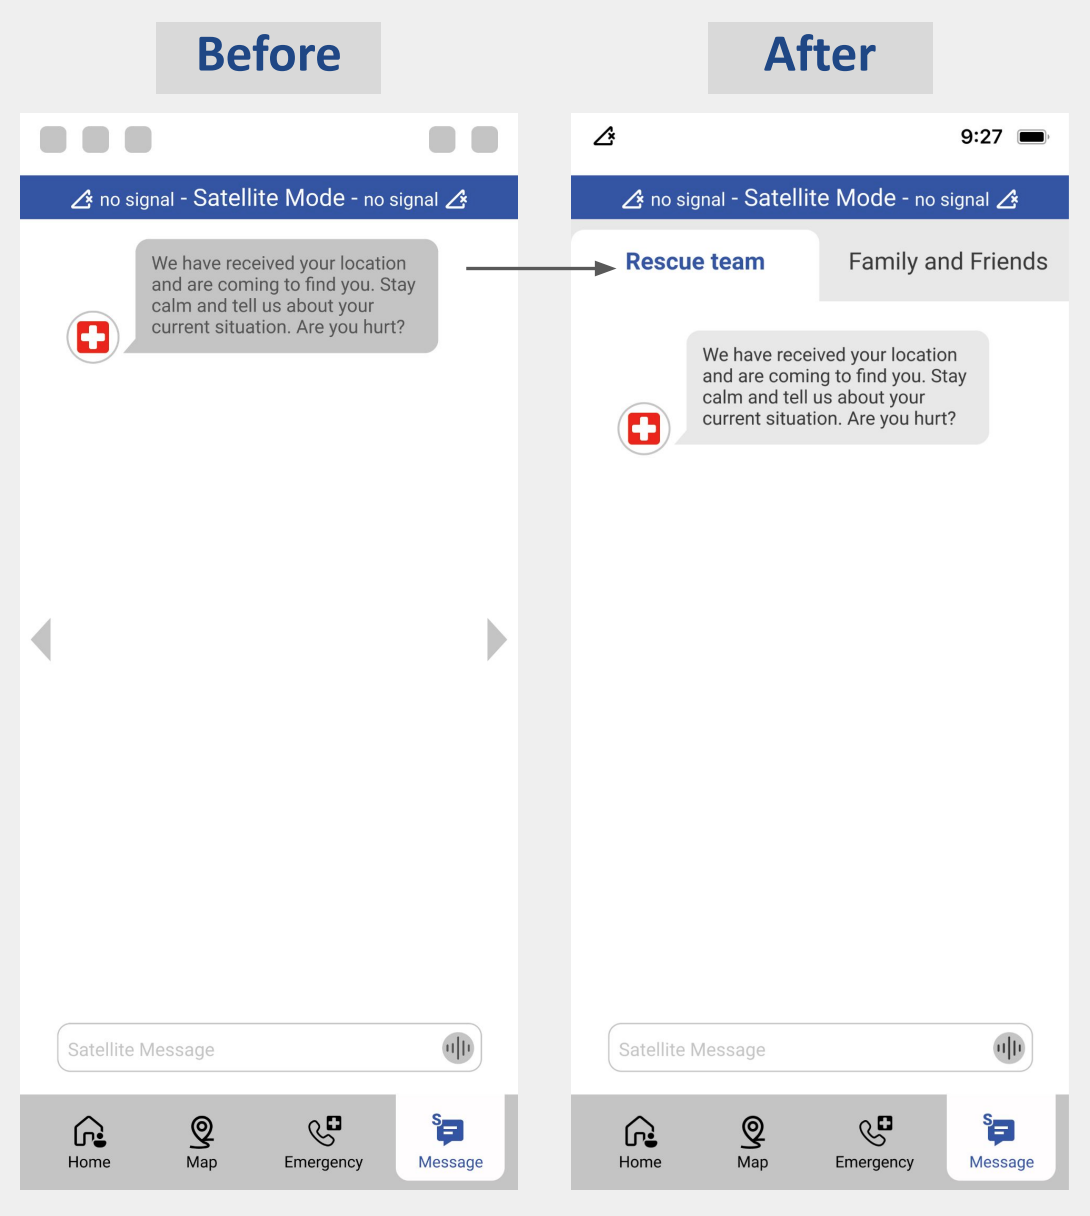 Before
After
no signal - Satellite Mode - no signal
We have received your location
and are coming to find you. Stay
calm and tell us about your
current situation. Are you hurt?
Satellite Message
Home
Map
Emergency
S
Message
9:27
no signal - Satellite Mode - no signal
Rescue team
Family and Friends
We have received your location
and are coming to find you. Stay
calm and tell us about your
current situation. Are you hurt?
Satellite Message
Home
Map
Emergency
S
Message